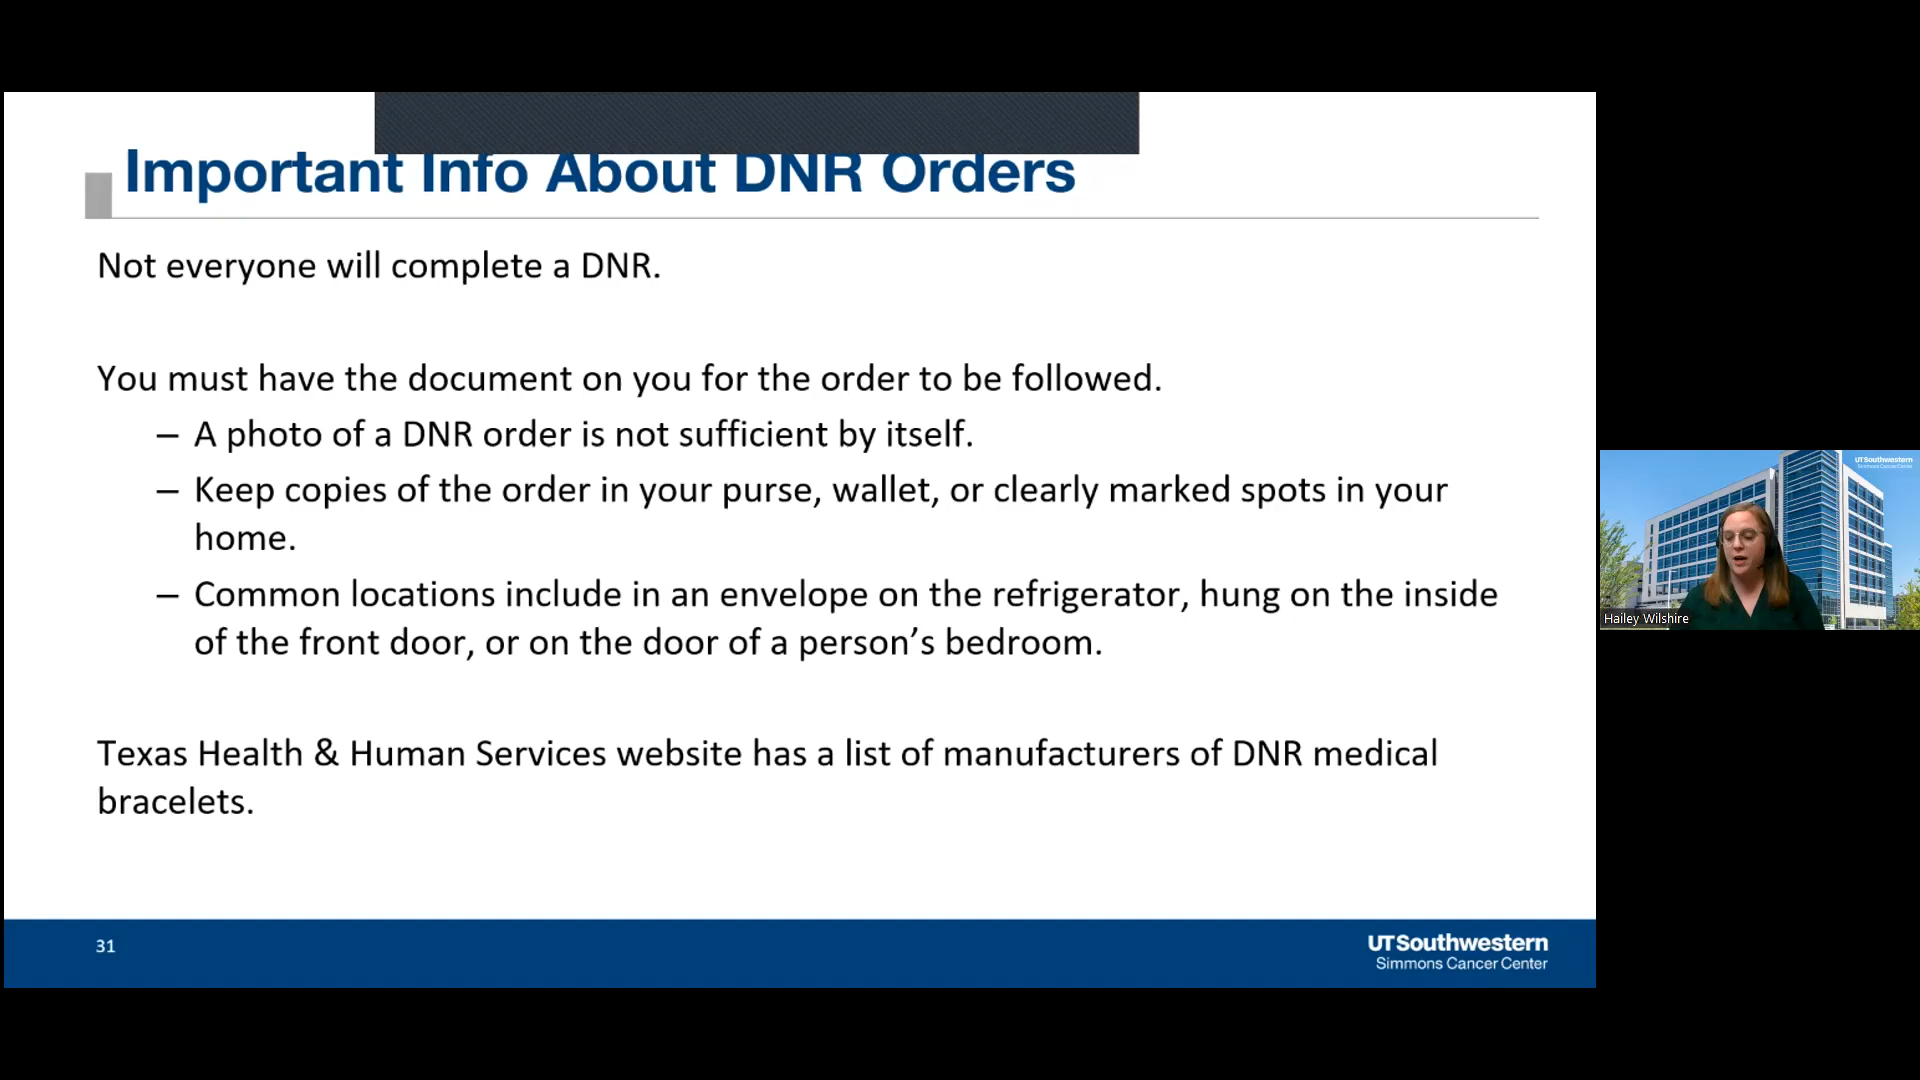 Important Info About DNR Orders
Not everyone will complete a DNR.
You must have the document on you for the order to be followed.
– A photo of a DNR order is not sufficient by itself.
– Keep copies of the order in your purse, wallet, or clearly marked spots in your
home.
– Common locations include in an envelope on the refrigerator, hung on the inside
of the front door, or on the door of a person’s bedroom.
Texas Health & Human Services website has a list of manufacturers of DNR medical
bracelets.
31
UTSouthwestern
Simmons Cancer Center
UTSouthwestern
Simmons Cancer Center
Hailey Wilshire